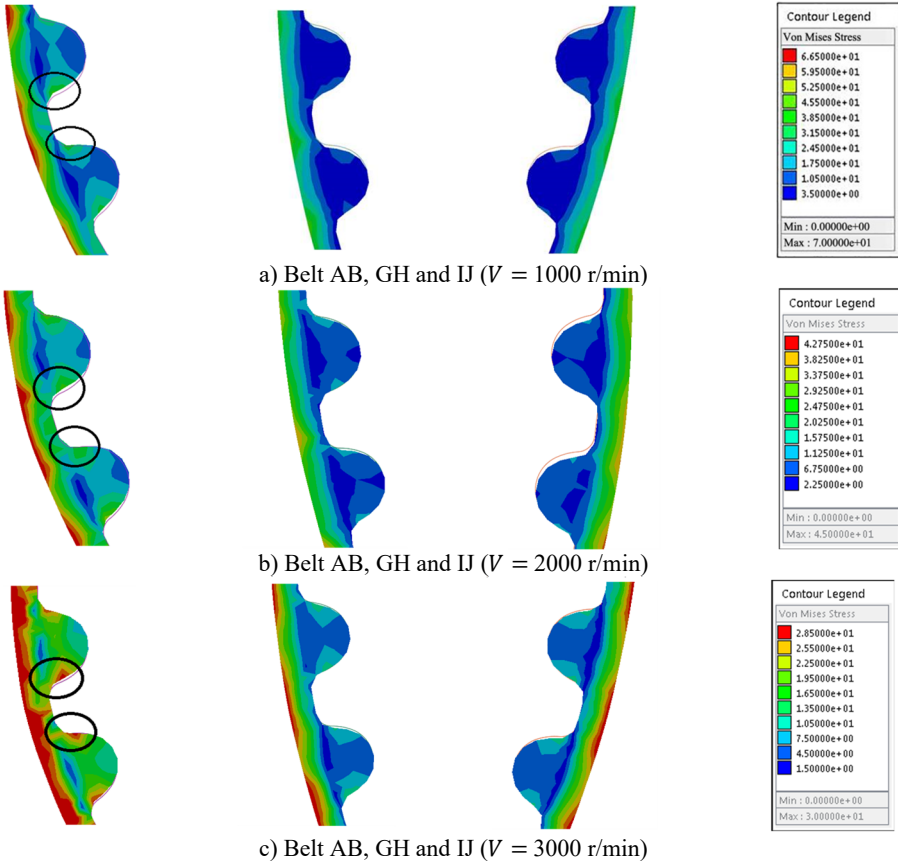 Contour Legend
Von Mises Stress
6.65000e+01
5.95000e+01
5.25000e+01
4.55000e+01
3.85000e+01
3.15000e+01
2.45000e+01
1.75000e+01
1.05000e+01
3.50000e+00
Min : 0.00000e+00
Max : 7.00000e+01
a) Belt AB, GH and IJ (V = 1000 r/min)
Contour Legend
Von Mises Stress
4.27500e+01
3.82500e+01
3.37500e+01
2.92500e+01
2.47500e+01
2.02500e+01
1.57500e+01
1.12500e+01
6.75000e+00
2.25000e+00
Min : 0.00000e+00
Max : 4.50000e+01
b) Belt AB, GH and IJ (V = 2000 r/min)
Contour Legend
Von Mises Stress
2.85000e+01
2.55000e+01
2.25000e+01
1.95000e+01
1.65000e+01
1.35000e+01
1.05000e+01
7.50000e+00
4.50000e+00
1.50000e+00
Min : 0.00000e+00
Max : 3.00000e+01
c) Belt AB, GH and IJ (V = 3000 r/min)